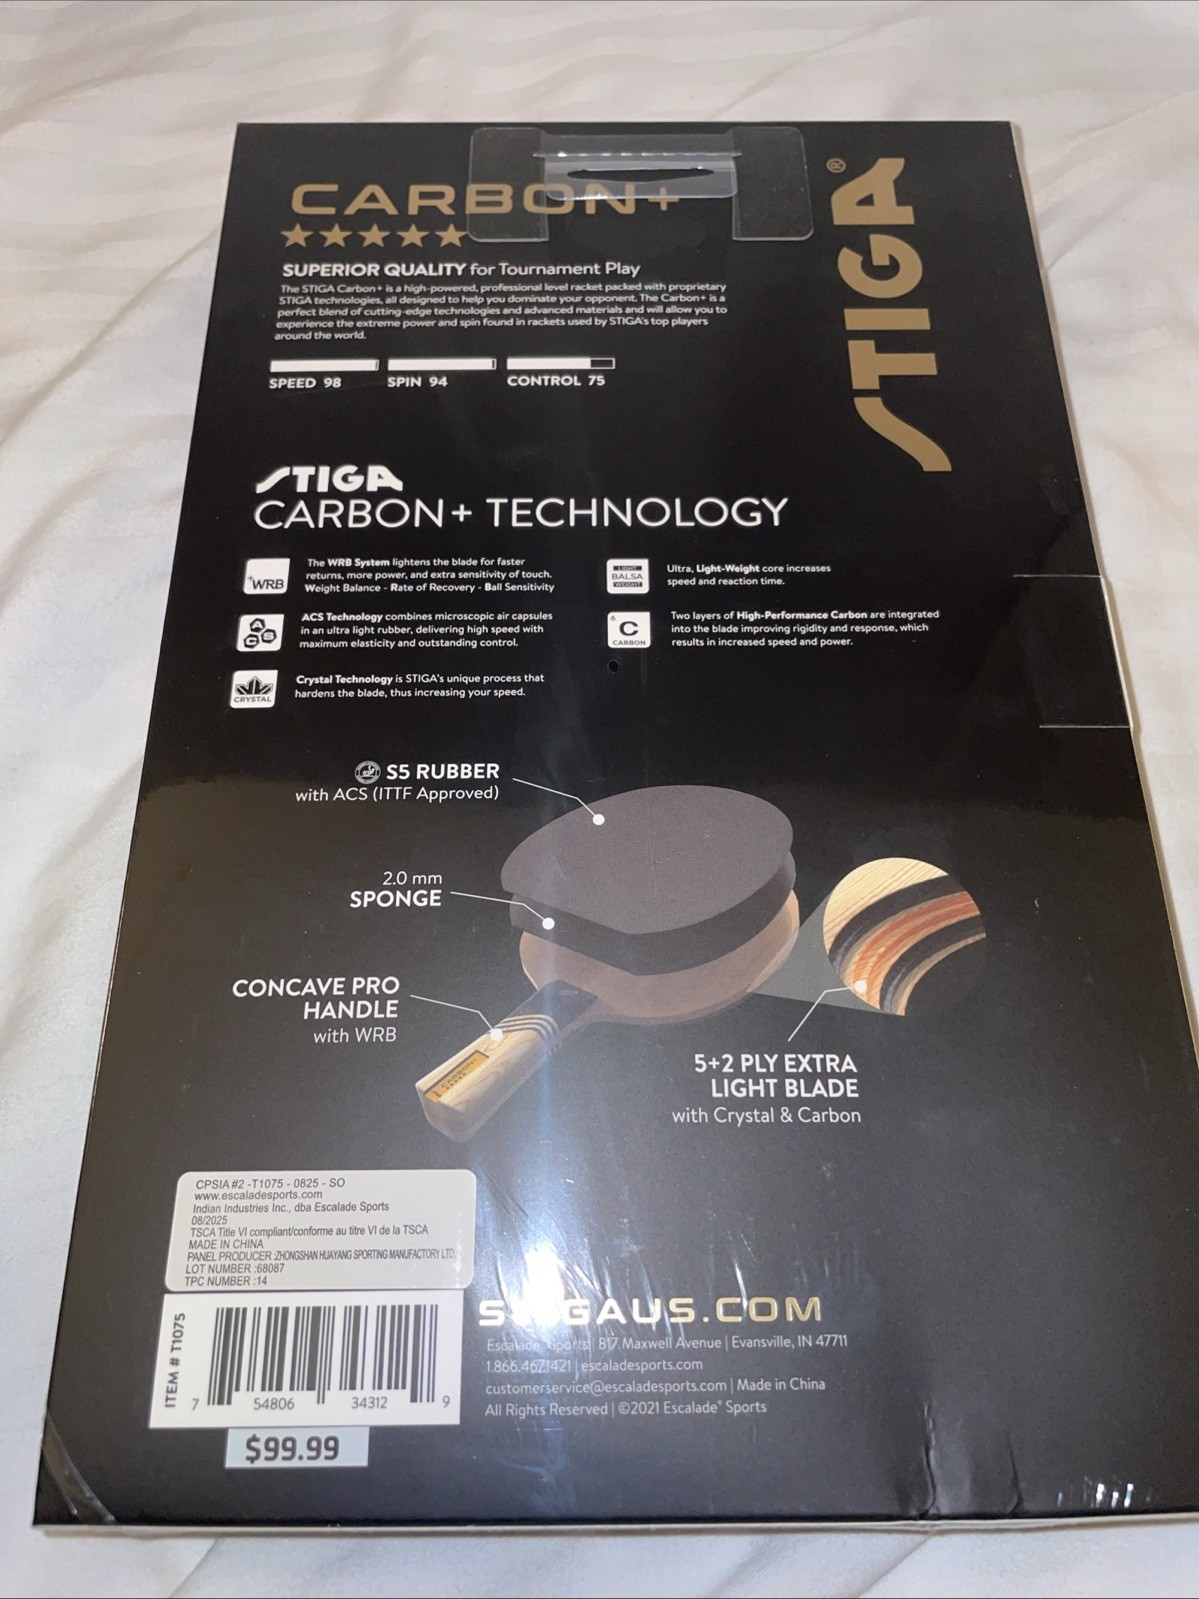 CARBON+
★★★★★
STIGA®
SUPERIOR QUALITY for Tournament Play
The STIGA Carbon+ is a high-powered, professional level racket packed with proprietary
STIGA technologies, all designed to help you dominate your opponent. The Carbon+ is a
perfect blend of cutting-edge technologies and advanced materials and will allow you to
experience the extreme power and spin found in rackets used by STIGA's top players
around the world.
SPEED 98 SPIN 94 CONTROL 75
STIGA
CARBON+ TECHNOLOGY
+WRB
The WRB System lightens the blade for faster
returns, more power, and extra sensitivity of touch.
Weight Balance - Rate of Recovery - Ball Sensitivity
ACS
ACS Technology combines microscopic air capsules
in an ultra light rubber, delivering high speed with
maximum elasticity and outstanding control.
CRYSTAL
Crystal Technology is STIGA's unique process that
hardens the blade, thus increasing your speed.
LIGHT
BALSA
WEIGHT
Ultra, Light-Weight core increases
speed and reaction time.
6
C
CARBON
Two layers of High-Performance Carbon are integrated
into the blade improving rigidity and response, which
results in increased speed and power.
S5 RUBBER
with ACS (ITTF Approved)
2.0 mm
SPONGE
CONCAVE PRO
HANDLE
with WRB
CARBON+
★★★★★
5+2 PLY EXTRA
LIGHT BLADE
with Crystal & Carbon
CPSIA #2 -T1075 - 0825 - SO
www.escaladesports.com
Indian Industries Inc., dba Escalade Sports
08/2025
TSCA Title VI compliant/conforme au titre VI de la TSCA
MADE IN CHINA
PANEL PRODUCER :ZHONGSHAN HUAYANG SPORTING MANUFACTORY LTD.
LOT NUMBER :68087
TPC NUMBER :14
ITEM # T1075
7 54806 34312 9
$99.99
STIGAUS.COM
Escalade Sports | 817 Maxwell Avenue | Evansville, IN 47711
1.866.467.1421 | escaladesports.com
customerservice@escaladesports.com | Made in China
All Rights Reserved | ©2021 Escalade® Sports